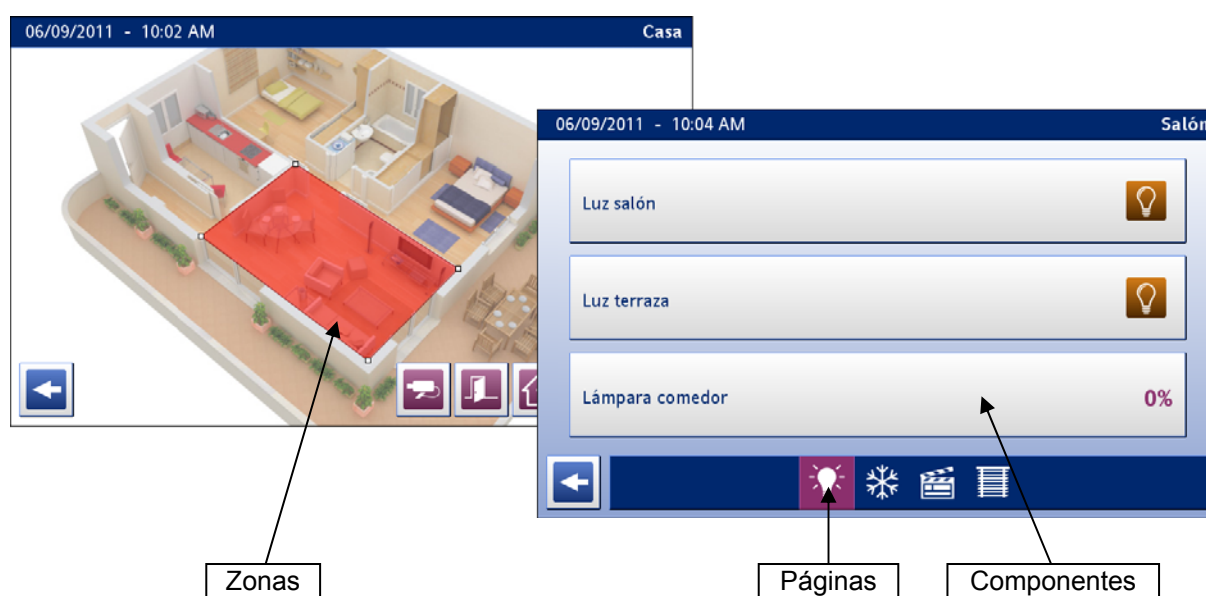 06/09/2011 - 10:02 AM Casa
06/09/2011 - 10:04 AM Salón
Luz salón
Luz terraza
Lámpara comedor 0%
Zonas Páginas Componentes